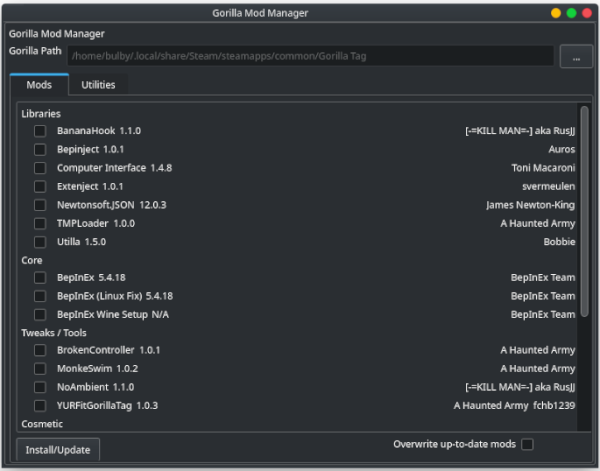 Gorilla Mod Manager
Gorilla Mod Manager
Gorilla Path /home/bulby/.local/share/Steam/steamapps/common/Gorilla Tag ...
Mods Utilities
Libraries
BananaHook 1.1.0 [-=KILL MAN=-] aka RusJJ
Bepinject 1.0.1 Auros
Computer Interface 1.4.8 Toni Macaroni
Extenject 1.0.1 svermeulen
Newtonsoft.JSON 12.0.3 James Newton-King
TMPLoader 1.0.0 A Haunted Army
Utilla 1.5.0 Bobbie
Core
BepInEx 5.4.18 BepInEx Team
BepInEx (Linux Fix) 5.4.18 BepInEx Team
BepInEx Wine Setup N/A BepInEx Team
Tweaks / Tools
BrokenController 1.0.1 A Haunted Army
MonkeSwim 1.0.2 A Haunted Army
NoAmbient 1.1.0 [-=KILL MAN=-] aka RusJJ
YURFitGorillaTag 1.0.3 A Haunted Army fchb1239
Cosmetic
Install/Update Overwrite up-to-date mods